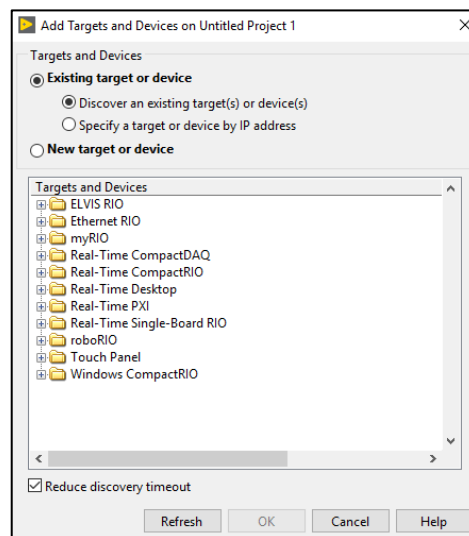 Add Targets and Devices on Untitled Project 1
Targets and Devices
Existing target or device
Discover an existing target(s) or device(s)
Specify a target or device by IP address
New target or device
Targets and Devices
ELVIS RIO
Ethernet RIO
myRIO
Real-Time CompactDAQ
Real-Time CompactRIO
Real-Time Desktop
Real-Time PXI
Real-Time Single-Board RIO
roboRIO
Touch Panel
Windows CompactRIO
Reduce discovery timeout
Refresh OK Cancel Help